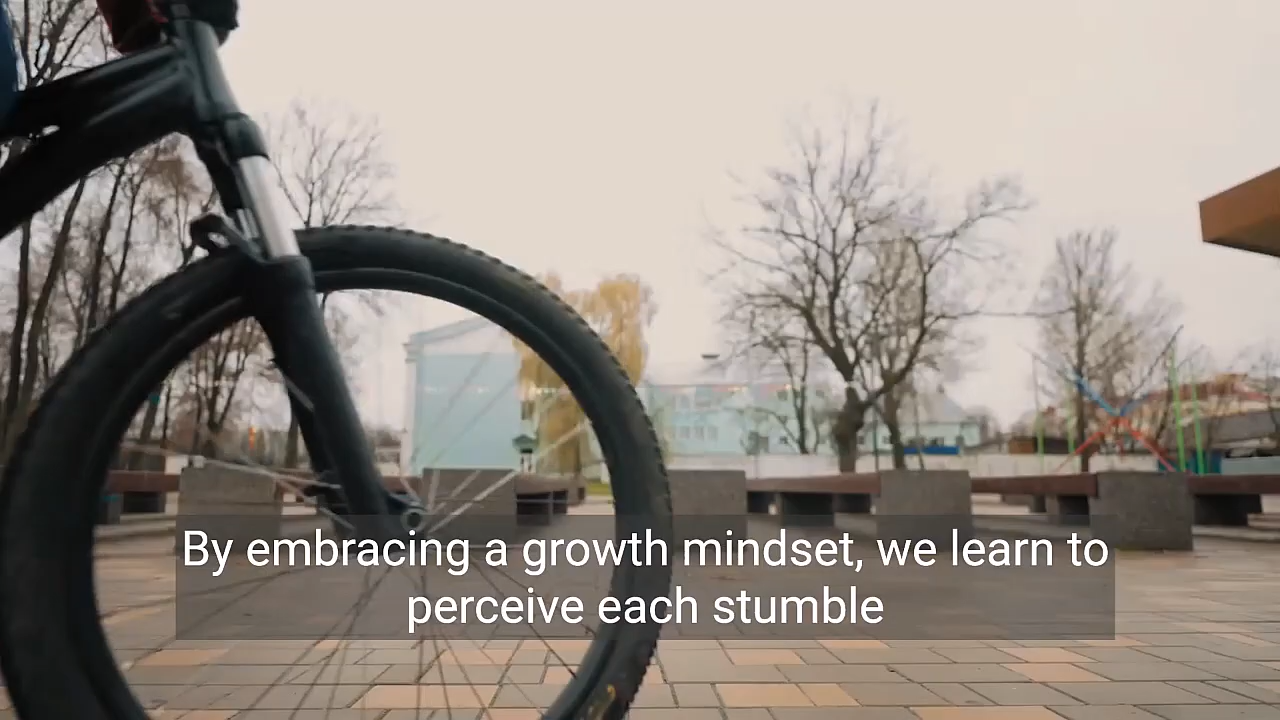 By embracing a growth mindset, we learn to
perceive each stumble